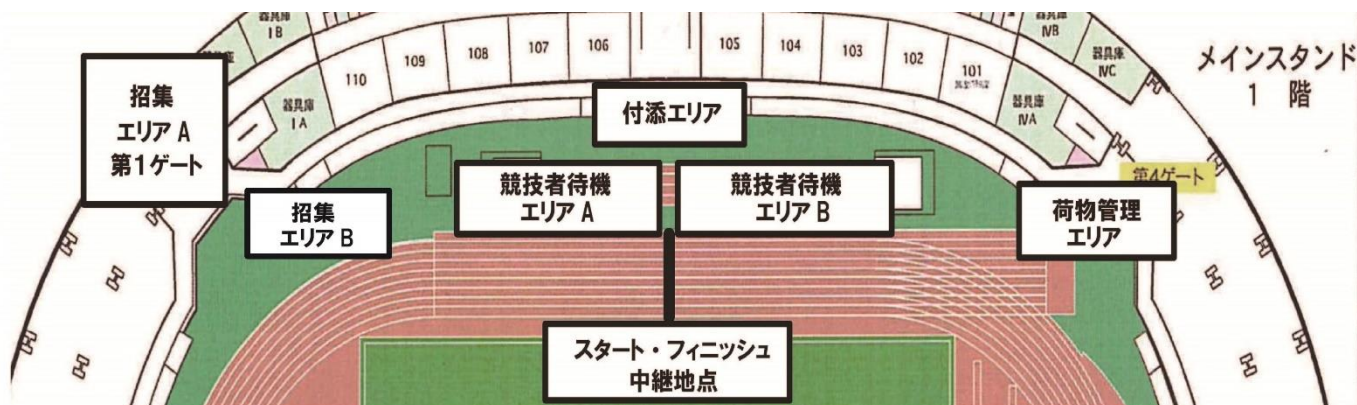 器具庫
ⅠB
器具庫
ⅣB
器具庫
ⅣC
メインスタンド
1 階
110
109
108
107
106
105
104
103
102
101
器具庫
ⅠA
器具庫
ⅣA
招集
エリア A
第1ゲート
付添エリア
第4ゲート
招集
エリア B
競技者待機
エリア A
競技者待機
エリア B
荷物管理
エリア
スタート・フィニッシュ
中継地点